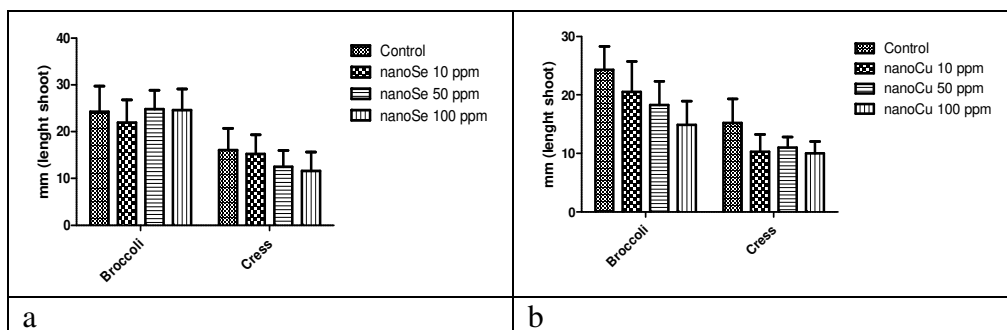 40
30
20
10
0
mm (lenght shoot)
Broccoli
Cress
Control
nanoSe 10 ppm
nanoSe 50 ppm
nanoSe 100 ppm
a
30
20
10
0
mm (lenght shoot)
Broccoli
Cress
Control
nanoCu 10 ppm
nanoCu 50 ppm
nanoCu 100 ppm
b